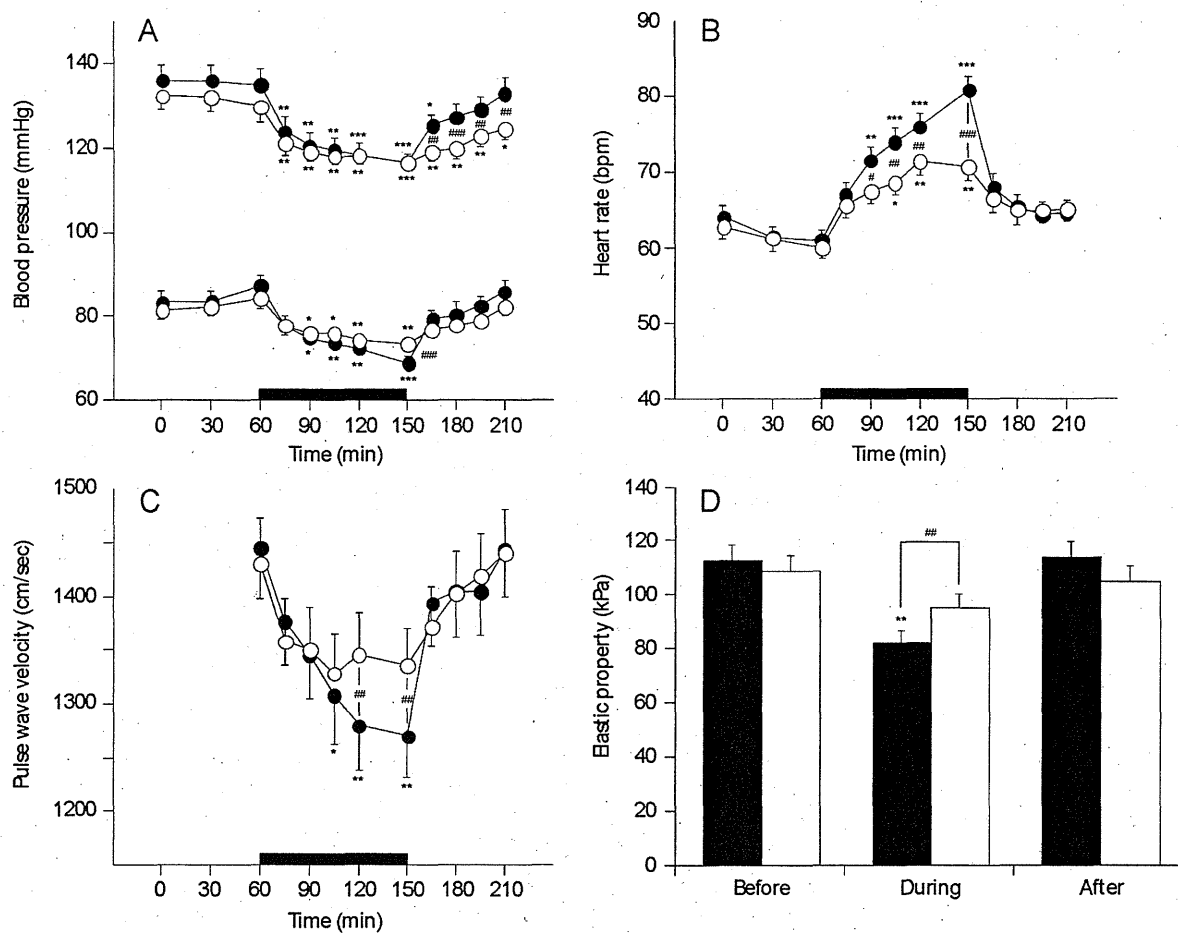 A
Blood pressure (mmHg)
140
120
100
80
60
** ** ** *** *** * ## ### ## ##
** ** ** ** *** ** ** ** *
* * ** **
* ** ** *** ###
0 30 60 90 120 150 180 210
Time (min)
B
Heart rate (bpm)
90
80
70
60
50
40
** *** *** ***
# ## ## ###
* ** **
0 30 60 90 120 150 180 210
Time (min)
C
Pulse wave velocity (cm/sec)
1500
1400
1300
1200
## ##
* ** **
0 30 60 90 120 150 180 210
Time (min)
D
Elastic property (kPa)
140
120
100
80
60
40
20
0
##
**
Before During After